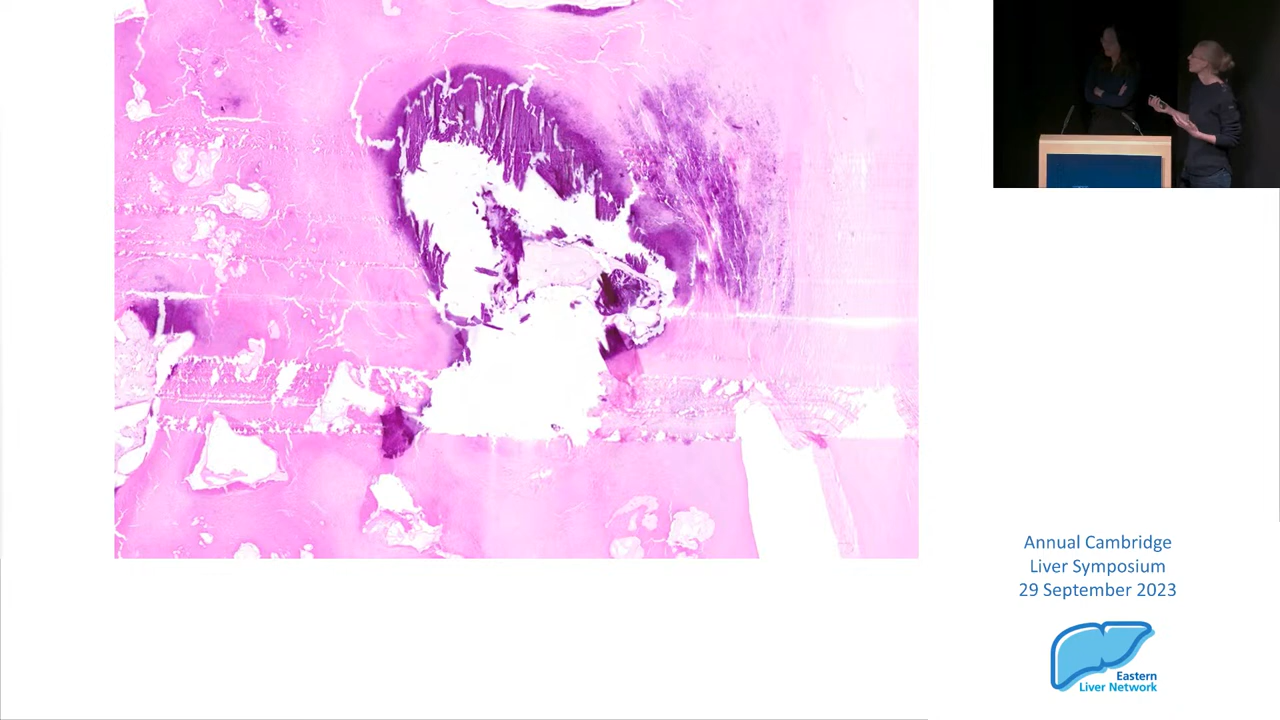 Annual Cambridge
Liver Symposium
29 September 2023
Eastern
Liver Network